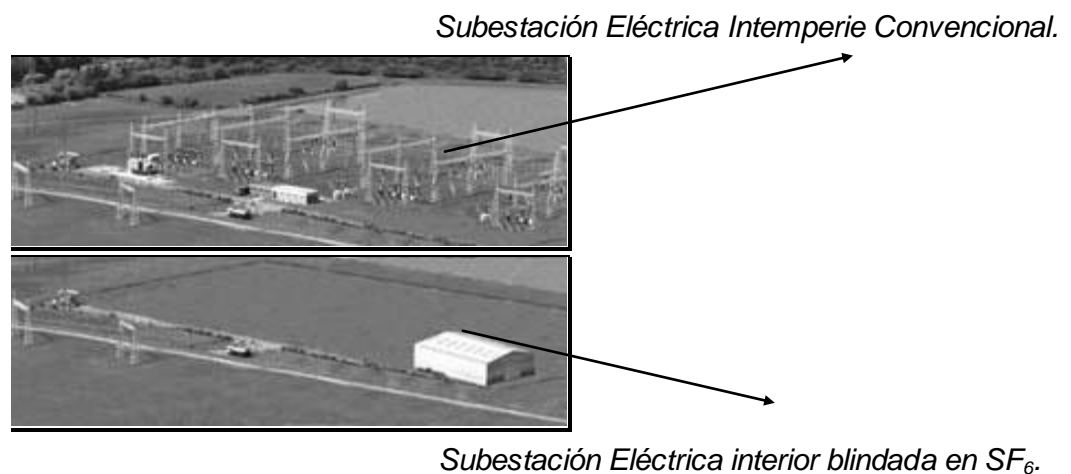 Subestación Eléctrica Intemperie Convencional.
Subestación Eléctrica interior blindada en SF₆.